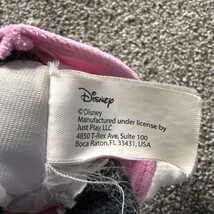 Disney
©Disney
Manufactured under license by
Just Play, LLC
4850 T-Rex Ave, Suite 100
Boca Raton, FL 33431, USA